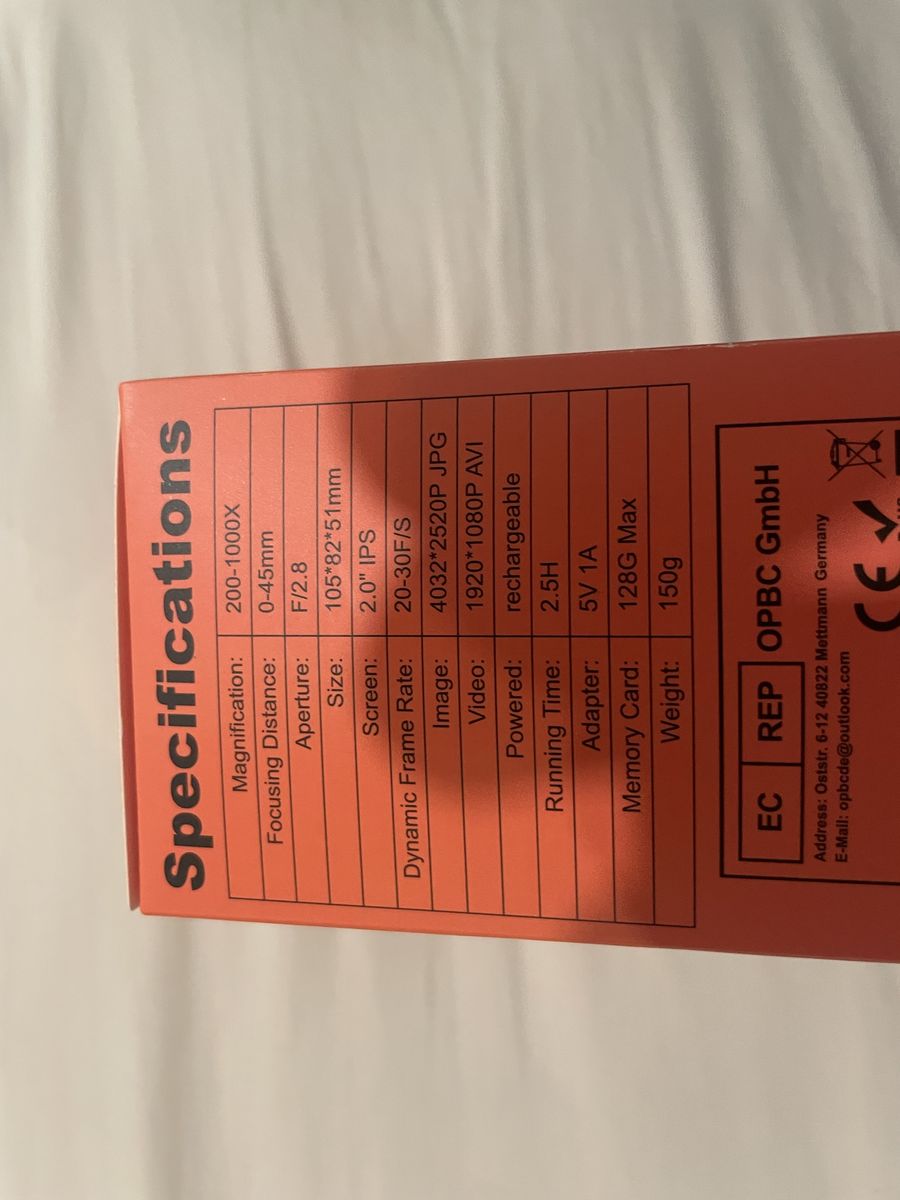 Specifications
Magnification: 200-1000X
Focusing Distance: 0-45mm
Aperture: F/2.8
Size: 105*82*51mm
Screen: 2.0" IPS
Dynamic Frame Rate: 20-30F/S
Image: 4032*2520P JPG
Video: 1920*1080P AVI
Powered: rechargeable
Running Time: 2.5H
Adapter: 5V 1A
Memory Card: 128G Max
Weight: 150g
EC REP OPBC GmbH
Address: Oststr. 6-12 40822 Mettmann Germany
E-Mail: opbcde@outlook.com
CE